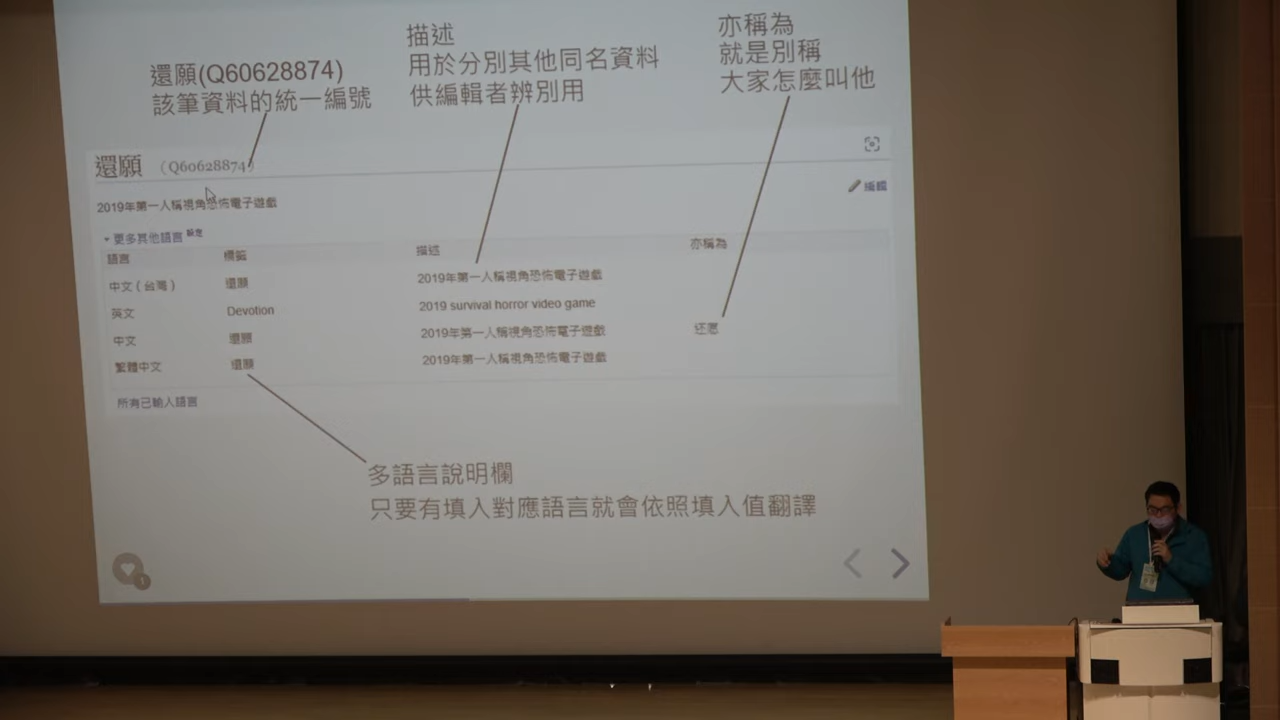 還願(Q60628874)
該筆資料的統一編號
描述
用於分別其他同名資料
供編輯者辨別用
亦稱為
就是別稱
大家怎麼叫他
還願 (Q60628874)
編輯
2019年第一人稱視角恐怖電子遊戲
更多其他語言 設定
語言 標籤 描述 亦稱為
中文(台灣) 還願 2019年第一人稱視角恐怖電子遊戲
英文 Devotion 2019 survival horror video game
中文 還願 2019年第一人稱視角恐怖電子遊戲 还愿
繁體中文 還願 2019年第一人稱視角恐怖電子遊戲
所有已輸入語言
多語言說明欄
只要有填入對應語言就會依照填入值翻譯
1